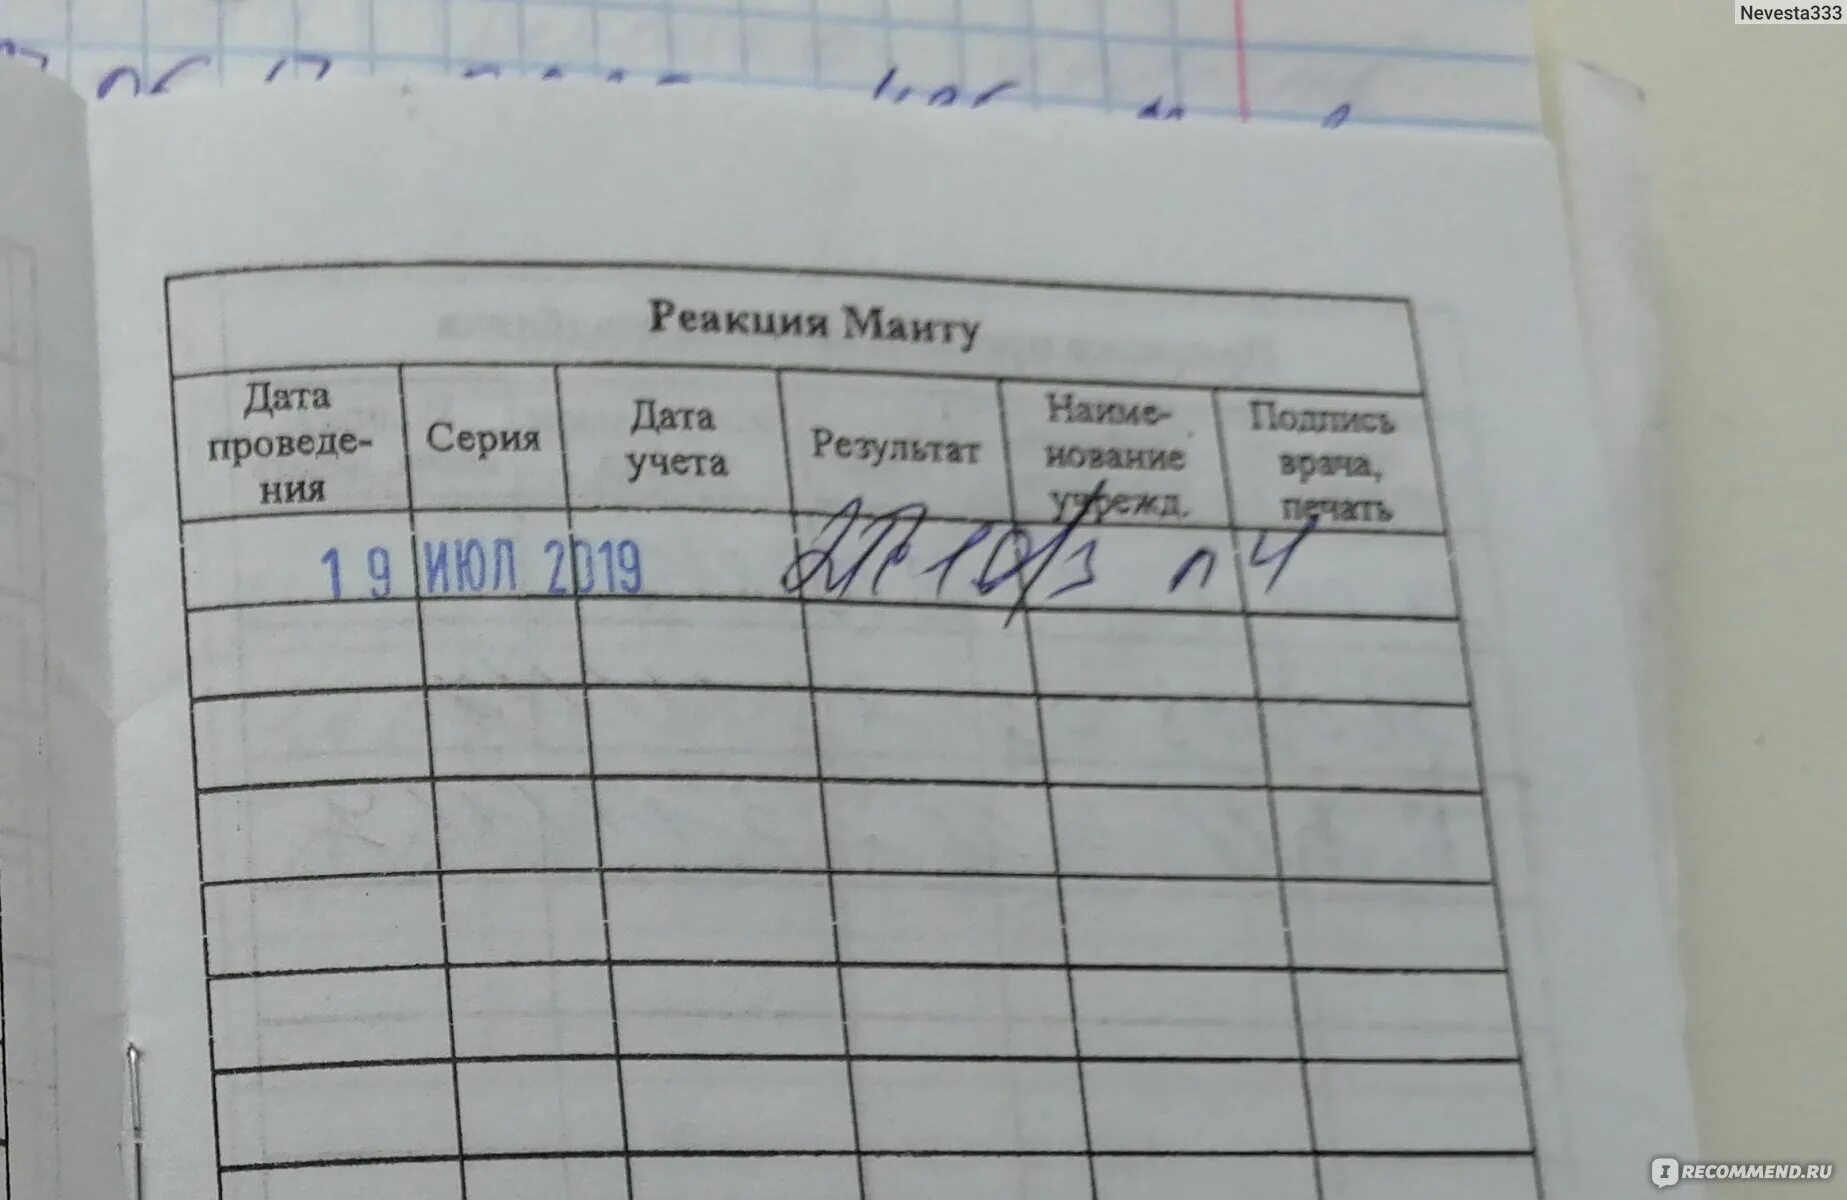 Nevesta333
Реакция Манту
Дата проведе-ния
Серия
Дата учета
Результат
Наиме-нование учрежд.
Подпись врача, печать
19 ИЮЛ 2019
RECOMMEND.RU